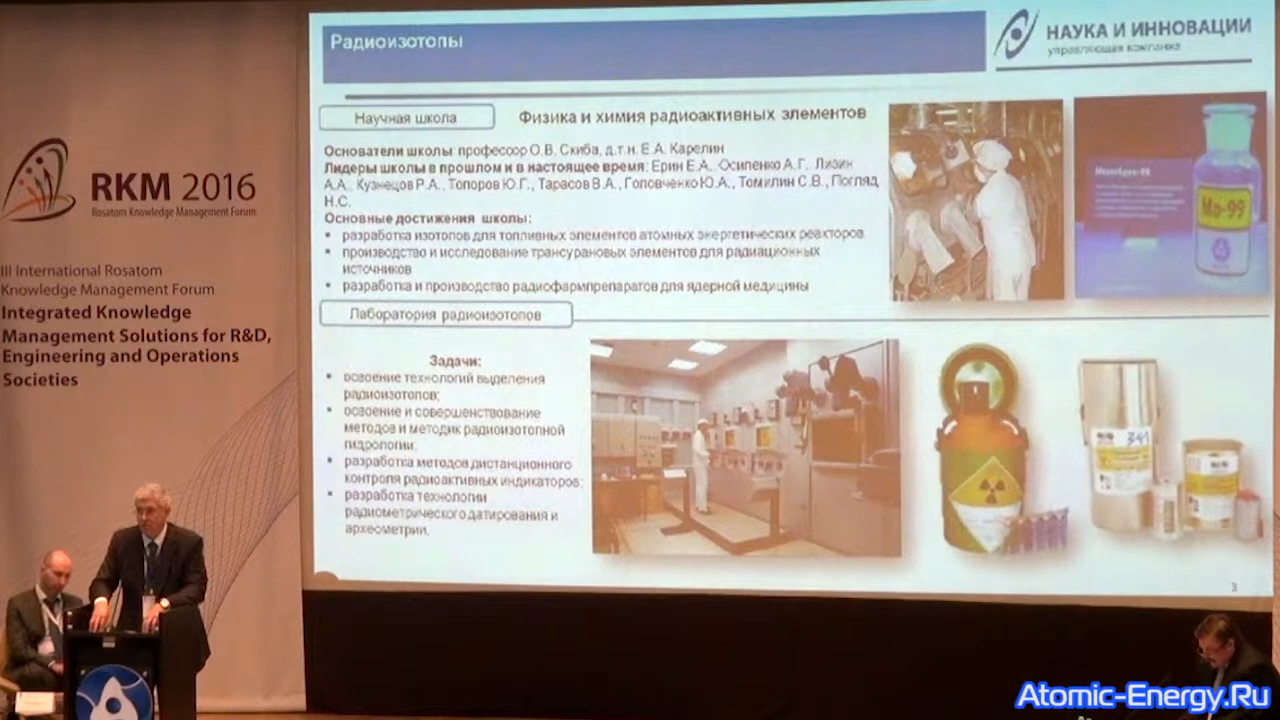 Радиоизотопы
НАУКА И ИННОВАЦИИ
управляющая компания
Научная школа
Физика и химия радиоактивных элементов
Основатели школы: профессор О.В. Скиба, д.т.н. Е.А. Карелин
Лидеры школы в прошлом и в настоящее время: Ерин Е.А., Осипенко А.Г., Лизин
А.А., Кузнецов Р.А., Топоров Ю.Г., Тарасов В.А., Головченко Ю.А., Томилин С.В., Погляд
Н.С.
Основные достижения школы:
▪ разработка изотопов для топливных элементов атомных энергетических реакторов
▪ производство и исследование трансурановых элементов для радиационных
источников
▪ разработка и производство радиофармпрепаратов для ядерной медицины
Mo-99
Лаборатория радиоизотопов
Задачи:
▪ освоение технологий выделения
радиоизотопов;
▪ освоение и совершенствование
методов и методик радиоизотопной
гидрологии;
▪ разработка методов дистанционного
контроля радиоактивных индикаторов;
▪ разработка технологии
радиометрического датирования и
археометрии.
341
3
RKM 2016
Rosatom Knowledge Management Forum
III International Rosatom
Knowledge Management Forum
Integrated Knowledge
Management Solutions for R&D,
Engineering and Operations
Societies
Atomic-Energy.Ru